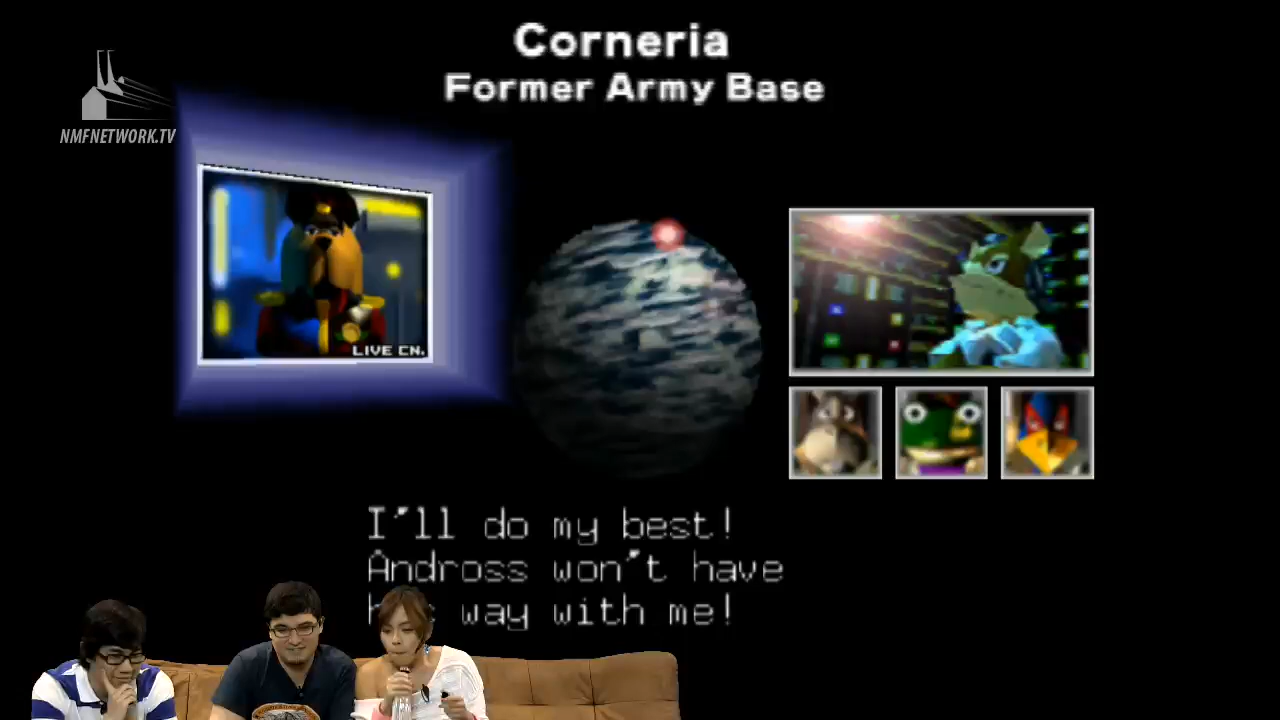 Corneria
Former Army Base
NMFNETWORK.TV
LIVE CN.
I'll do my best!
Andross won't have
way with me!